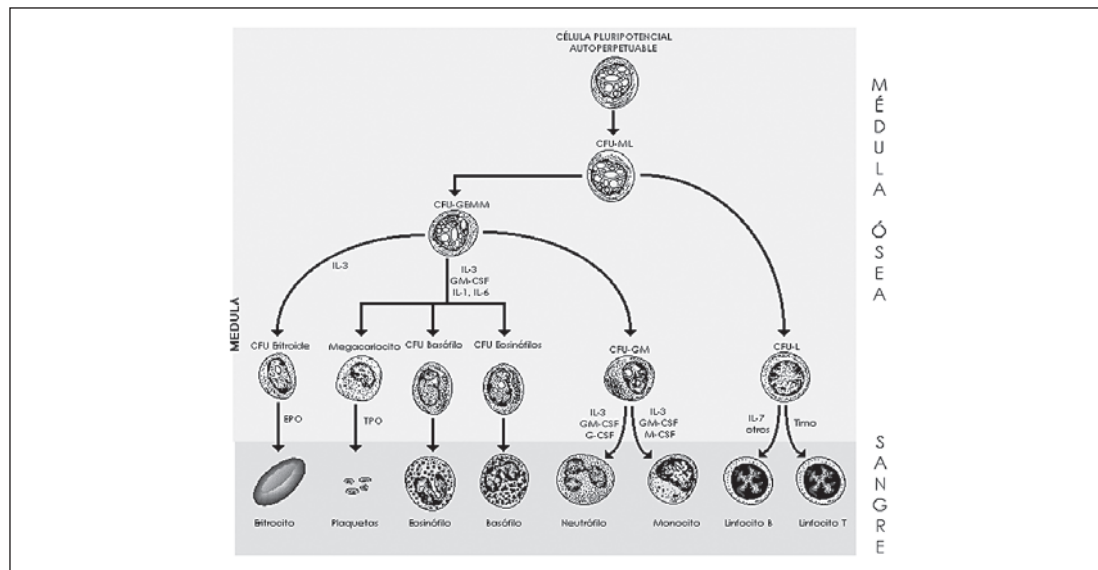 CÉLULA PLURIPOTENCIAL
AUTOPERPETUABLE
CFU-ML
CFU-GEMM
IL-3
IL-3
GM-CSF
IL-1, IL-6
CFU Eritroide
Megacariocito
CFU Basófilo
CFU Eosinófilos
CFU-GM
CFU-L
EPO
TPO
IL-3
GM-CSF
G-CSF
IL-3
GM-CSF
M-CSF
IL-7
otros
Timo
Eritrocito
Plaquetas
Eosinófilo
Basófilo
Neutrófilo
Monocito
Linfocito B
Linfocito T
MEDULA
MÉDULA ÓSEA
SANGRE